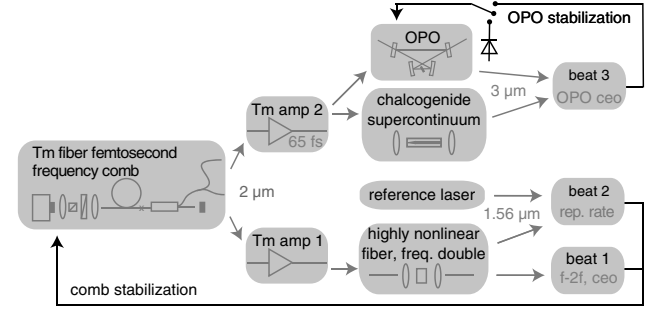 OPO stabilization
OPO
beat 3
OPO ceo
3 µm
Tm amp 2
65 fs
chalcogenide
supercontinuum
Tm fiber femtosecond
frequency comb
2 µm
reference laser
1.56 µm
beat 2
rep. rate
Tm amp 1
highly nonlinear
fiber, freq. double
beat 1
f-2f, ceo
comb stabilization